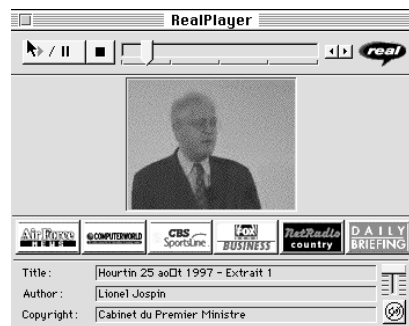 RealPlayer
real
Air Force NEWS
COMPUTERWORLD
CBS SportsLine
FOX BUSINESS
NetRadio country
DAILY BRIEFING
Title: Hourtin 25 ao□t 1997 - Extrait 1
Author: Lionel Jospin
Copyright: Cabinet du Premier Ministre